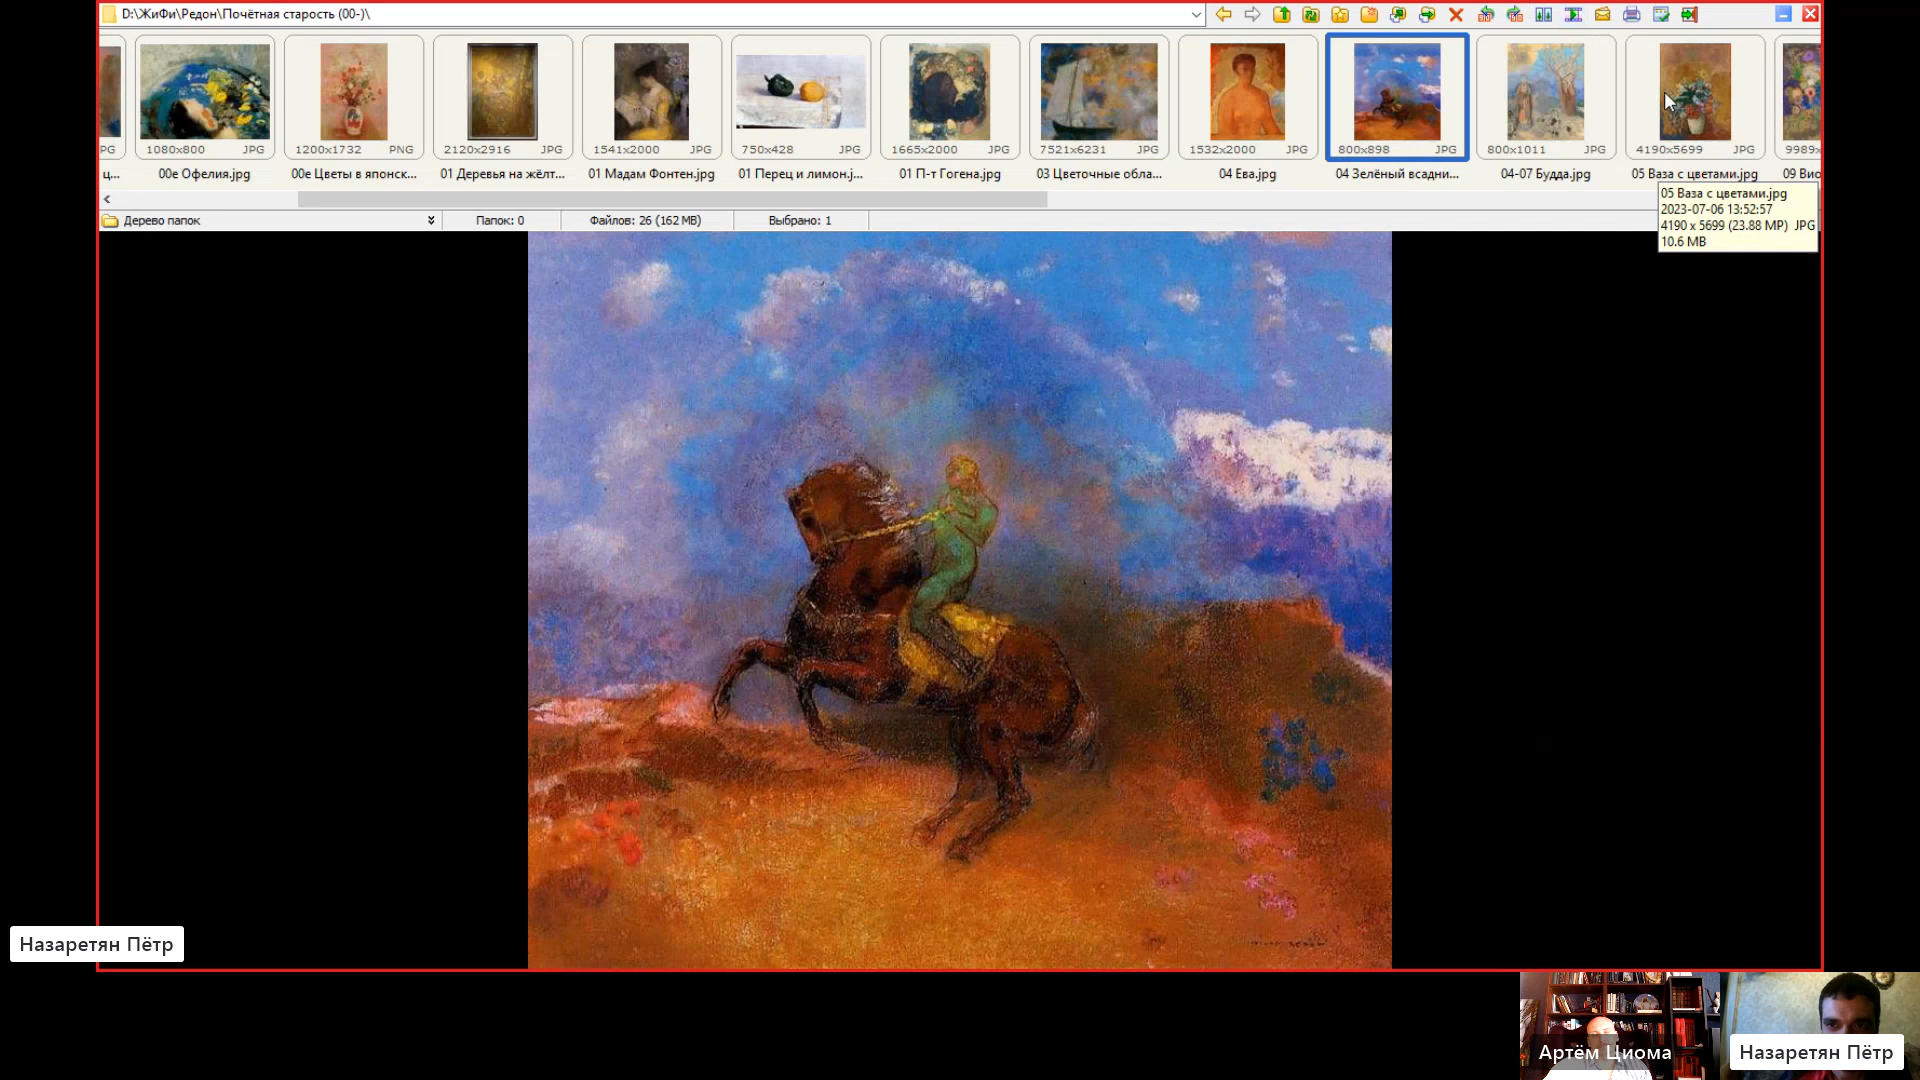 D:\ЖиФи\Редон\Почётная старость (00-)\
PG
1080x800 JPG
1200x1732 PNG
2120x2916 JPG
1541x2000 JPG
750x428 JPG
1665x2000 JPG
7521x6231 JPG
1532x2000 JPG
800x898 JPG
800x1011 JPG
4190x5699 JPG
9989x
ц...
00е Офелия.jpg
00е Цветы в японск...
01 Деревья на жёлт...
01 Мадам Фонтен.jpg
01 Перец и лимон.j...
01 П-т Гогена.jpg
03 Цветочные обла...
04 Ева.jpg
04 Зелёный всадни...
04-07 Будда.jpg
05 Ваза с цветами.jpg
09 Вио
05 Ваза с цветами.jpg
2023-07-06 13:52:57
4190 x 5699 (23.88 MP) JPG
10.6 MB
Дерево папок
Папок: 0
Файлов: 26 (162 MB)
Выбрано: 1
Назаретян Пётр
Артём Циома
Назаретян Пётр